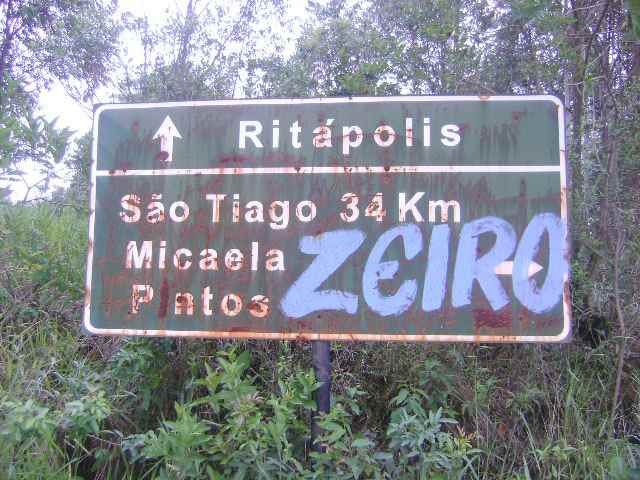 Ritápolis
São Tiago 34 Km
Micaela
Pintos
ZEIRO